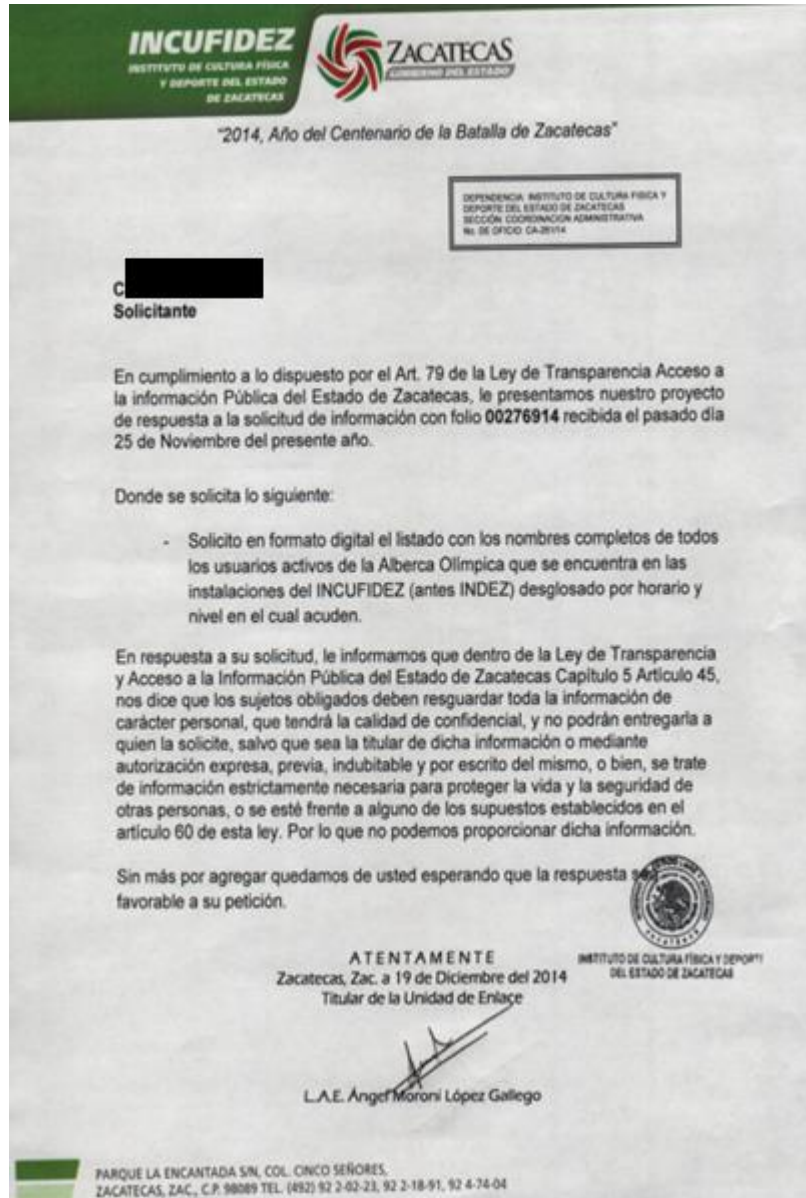 INCUFIDEZ
INSTITUTO DE CULTURA FÍSICA
Y DEPORTE DEL ESTADO
DE ZACATECAS
ZACATECAS
GOBIERNO DEL ESTADO
"2014, Año del Centenario de la Batalla de Zacatecas"
DEPENDENCIA: INSTITUTO DE CULTURA FISICA Y
DEPORTE DEL ESTADO DE ZACATECAS
SECCIÓN: COORDINACION ADMINISTRATIVA
No. DE OFICIO: CA-261/14
C
Solicitante
En cumplimiento a lo dispuesto por el Art. 79 de la Ley de Transparencia Acceso a
la información Pública del Estado de Zacatecas, le presentamos nuestro proyecto
de respuesta a la solicitud de información con folio 00276914 recibida el pasado día
25 de Noviembre del presente año.
Donde se solicita lo siguiente:
- Solicito en formato digital el listado con los nombres completos de todos
los usuarios activos de la Alberca Olímpica que se encuentra en las
instalaciones del INCUFIDEZ (antes INDEZ) desglosado por horario y
nivel en el cual acuden.
En respuesta a su solicitud, le informamos que dentro de la Ley de Transparencia
y Acceso a la Información Pública del Estado de Zacatecas Capitulo 5 Artículo 45,
nos dice que los sujetos obligados deben resguardar toda la información de
carácter personal, que tendrá la calidad de confidencial, y no podrán entregarla a
quien la solicite, salvo que sea la titular de dicha información o mediante
autorización expresa, previa, indubitable y por escrito del mismo, o bien, se trate
de información estrictamente necesaria para proteger la vida y la seguridad de
otras personas, o se esté frente a alguno de los supuestos establecidos en el
artículo 60 de esta ley. Por lo que no podemos proporcionar dicha información.
Sin más por agregar quedamos de usted esperando que la respuesta
favorable a su petición.
INSTITUTO DE CULTURA FÍSICA Y DEPORT
DEL ESTADO DE ZACATECAS
ATENTAMENTE
Zacatecas, Zac. a 19 de Diciembre del 2014
Titular de la Unidad de Enlace
L.A.E. Ángel Moroni López Gallego
PARQUE LA ENCANTADA S/N, COL. CINCO SEÑORES,
ZACATECAS, ZAC., C.P. 98089 TEL. (492) 92 2-02-23, 92 2-18-91, 92 4-74-04